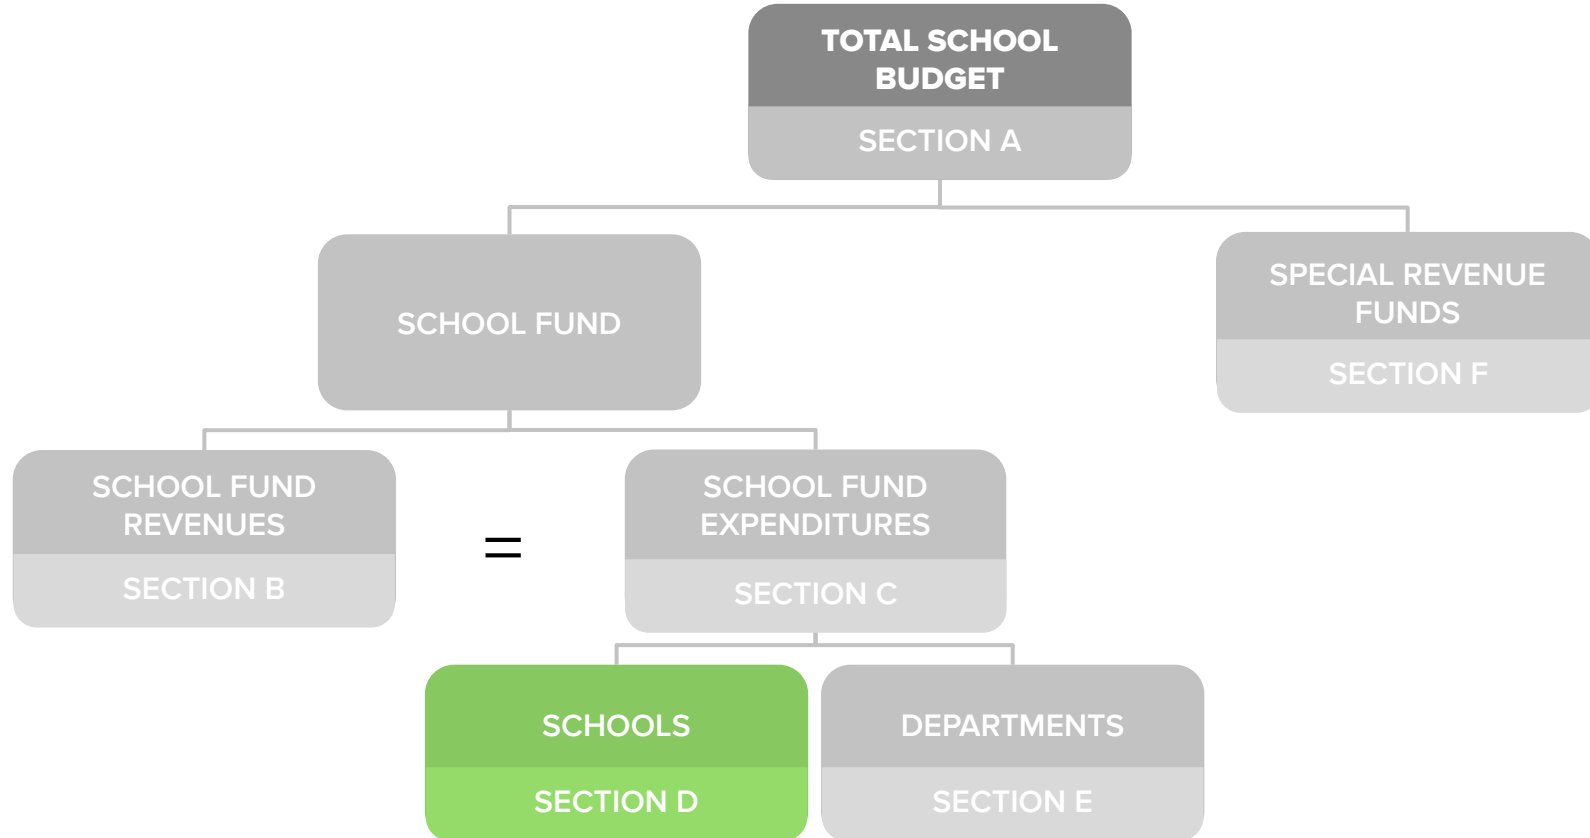 TOTAL SCHOOL
BUDGET
SECTION A
SCHOOL FUND
SPECIAL REVENUE
FUNDS
SECTION F
SCHOOL FUND
REVENUES
SECTION B
=
SCHOOL FUND
EXPENDITURES
SECTION C
SCHOOLS
SECTION D
DEPARTMENTS
SECTION E